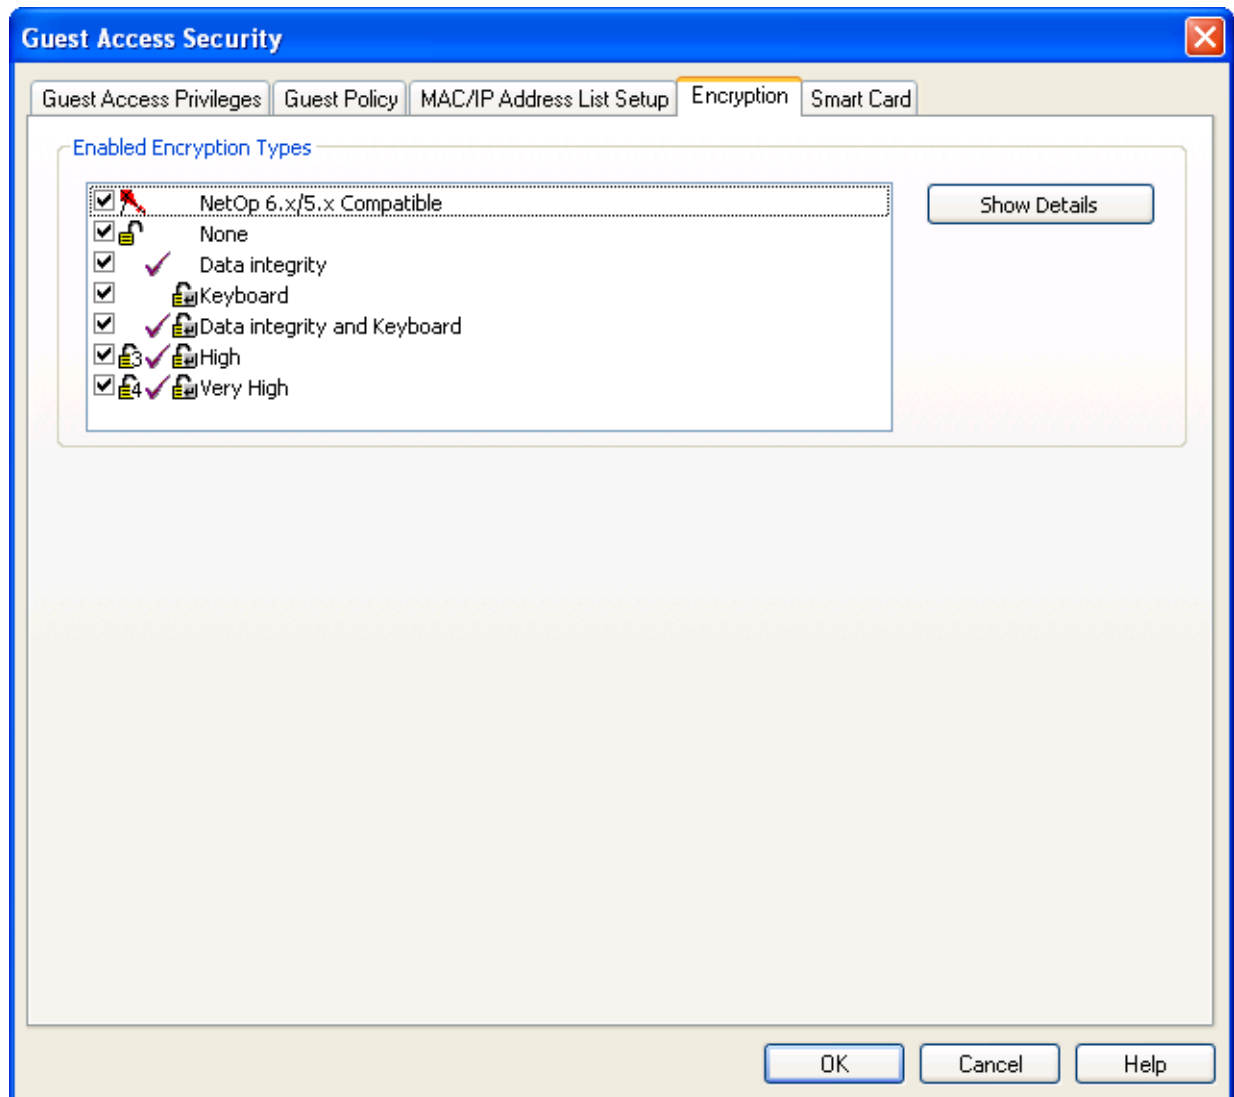 Guest Access Security
Guest Access Privileges Guest Policy MAC/IP Address List Setup Encryption Smart Card
Enabled Encryption Types
NetOp 6.x/5.x Compatible Show Details
None
Data integrity
Keyboard
Data integrity and Keyboard
3 High
4 Very High
OK Cancel Help